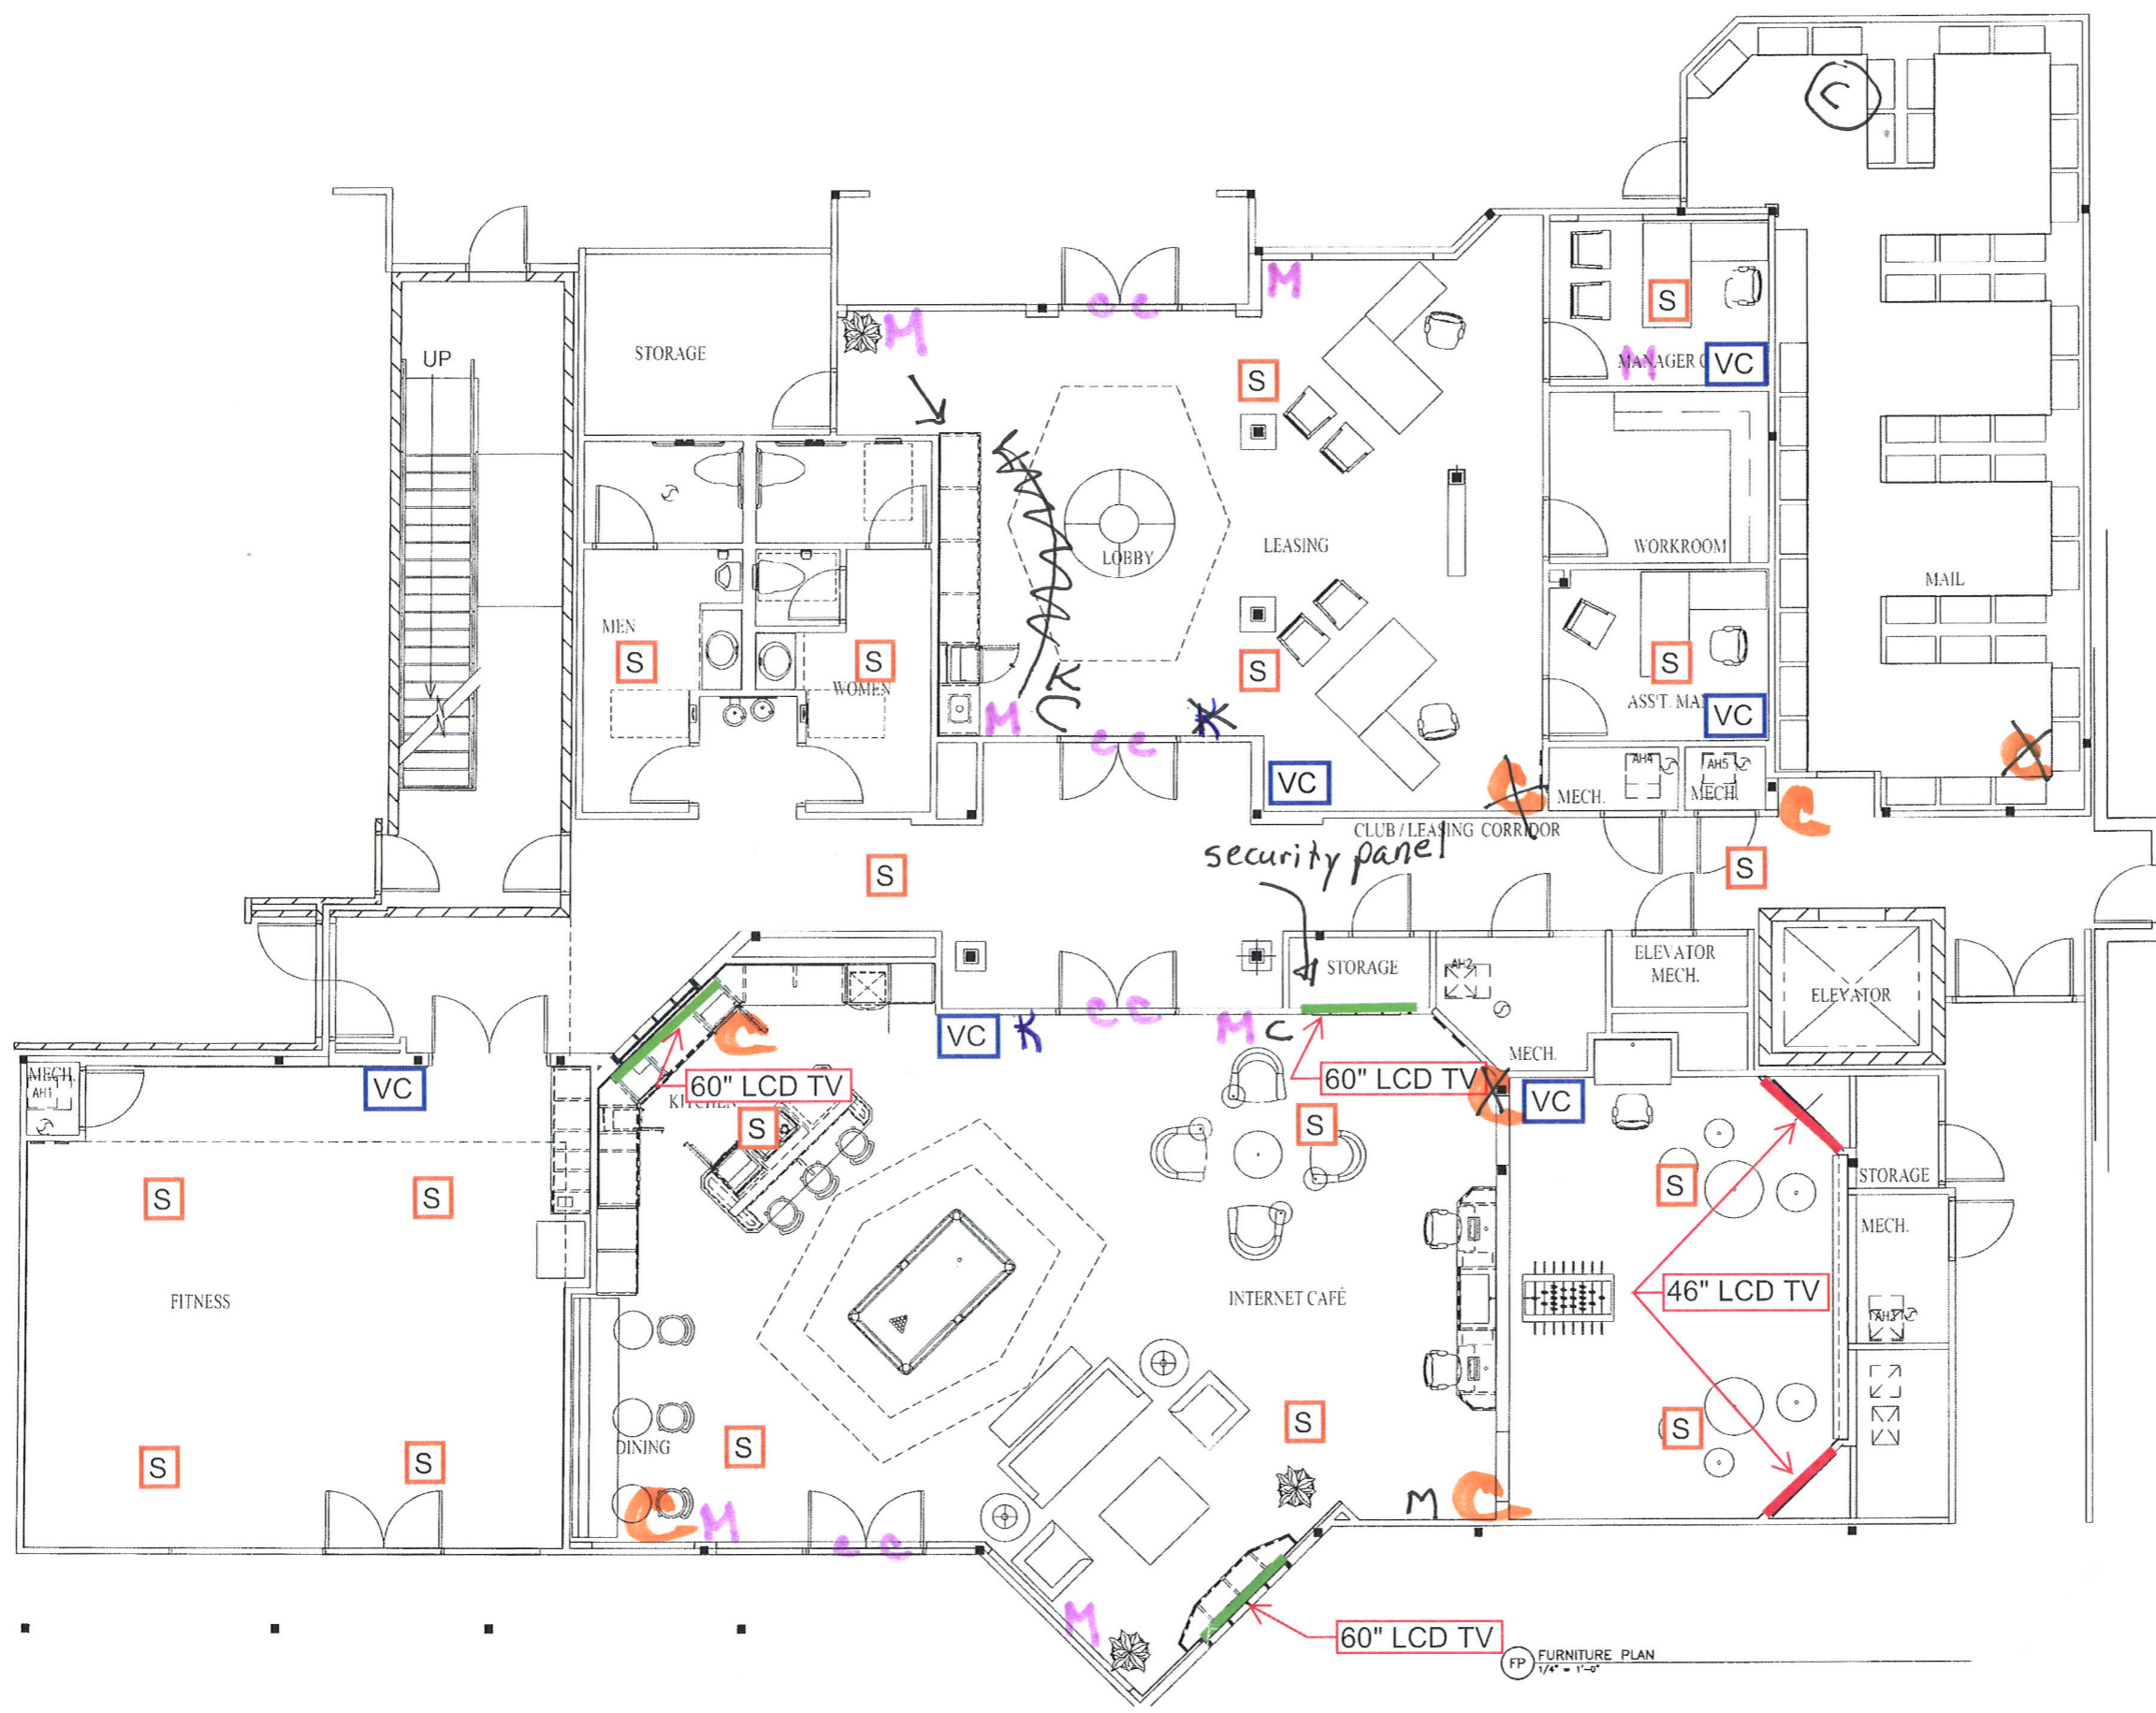 C
M
S
UP
STORAGE
M
c c
MANAGER
M
VC
S
LOBBY
LEASING
WORKROOM
MAIL
MEN
S
S
WOMEN
K
C
M
K
S
S
ASS'T. MA
VC
c c
VC
C
AH4
AH5
MECH.
MECH
C
C
CLUB / LEASING CORRIDOR
security panel
S
S
STORAGE
AH2
ELEVATOR
MECH.
ELEVATOR
C
VC
K
c c
M
C
MECH.
AH1
VC
60" LCD TV
KITCHEN
S
60" LCD TV
MECH.
C
VC
S
S
S
S
STORAGE
MECH.
FITNESS
INTERNET CAFÉ
46" LCD TV
AH3
S
S
DINING
S
S
S
C
M
c c
M
C
M
60" LCD TV
FP
FURNITURE PLAN
1/4" = 1'-0"